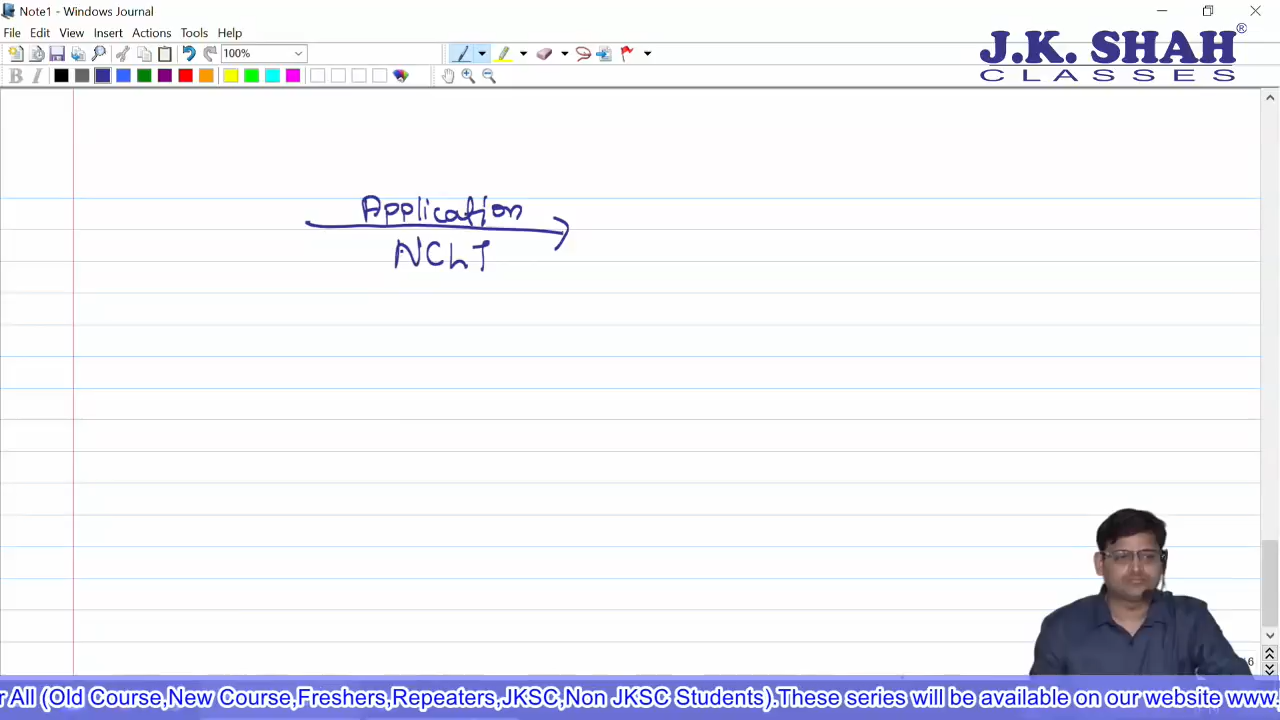 Note1 - Windows Journal
File Edit View Insert Actions Tools Help
100%
B I
J.K. SHAH®
CLASSES
Application
NCLT
6
r All (Old Course,New Course,Freshers,Repeaters,JKSC,Non JKSC Students).These series will be available on our website www.